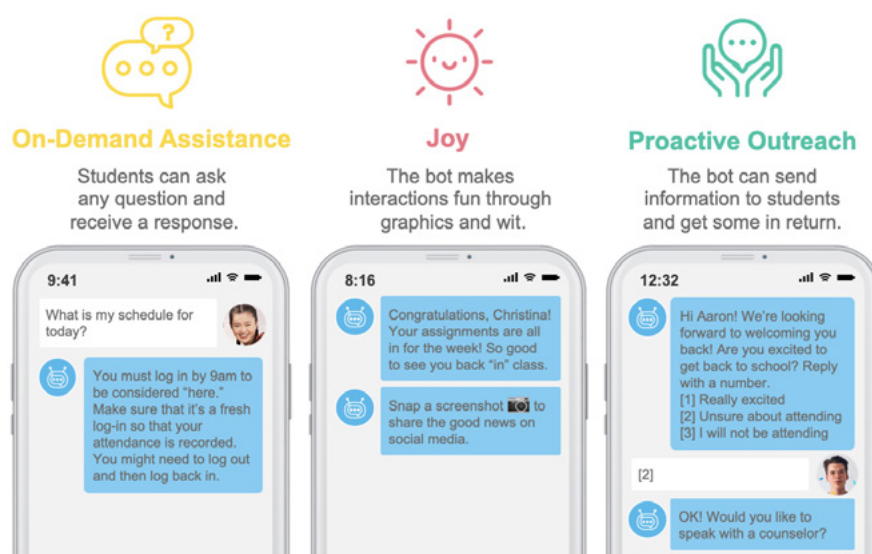 ?
On-Demand Assistance
Students can ask
any question and
receive a response.
9:41
What is my schedule for
today?
You must log in by 9am to
be considered “here.”
Make sure that it’s a fresh
log-in so that your
attendance is recorded.
You might need to log out
and then log back in.
Joy
The bot makes
interactions fun through
graphics and wit.
8:16
Congratulations, Christina!
Your assignments are all
in for the week! So good
to see you back “in” class.
Snap a screenshot 📷 to
share the good news on
social media.
Proactive Outreach
The bot can send
information to students
and get some in return.
12:32
Hi Aaron! We’re looking
forward to welcoming you
back! Are you excited to
get back to school? Reply
with a number.
[1] Really excited
[2] Unsure about attending
[3] I will not be attending
[2]
OK! Would you like to
speak with a counselor?